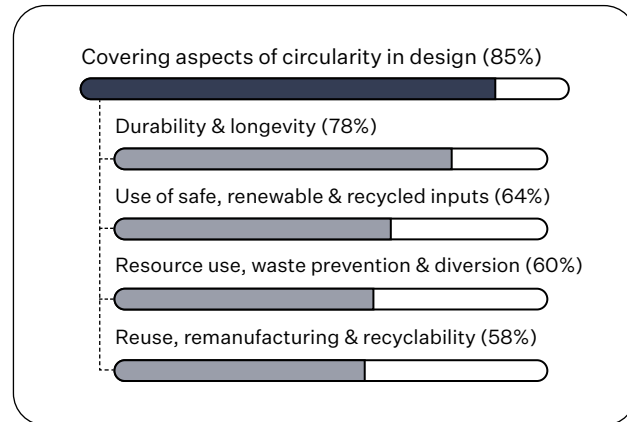 Covering aspects of circularity in design (85%)
Durability & longevity (78%)
Use of safe, renewable & recycled inputs (64%)
Resource use, waste prevention & diversion (60%)
Reuse, remanufacturing & recyclability (58%)